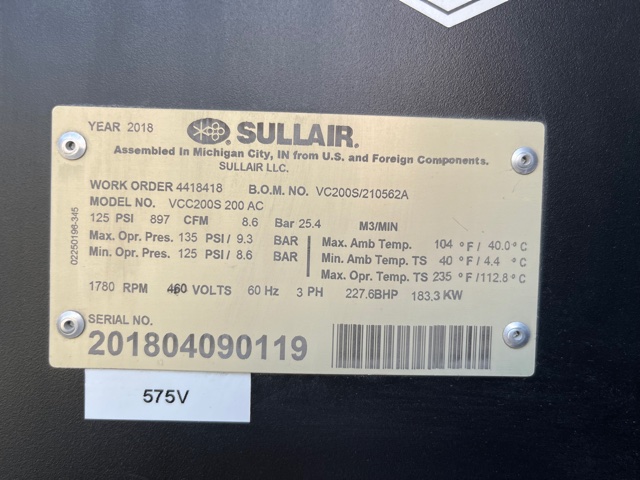 YEAR 2018
SULLAIR.
Assembled in Michigan City, IN from U.S. and Foreign Components.
SULLAIR LLC.
WORK ORDER 4418418 B.O.M. NO. VC200S/210562A
MODEL NO. VCC200S 200 AC
125 PSI 897 CFM 8.6 Bar 25.4 M3/MIN
Max. Opr. Pres. 135 PSI / 9.3 BAR
Min. Opr. Pres. 125 PSI / 8.6 BAR
Max. Amb Temp. 104 °F / 40.0 °C
Min. Amb Temp. TS 40 °F / 4.4 °C
Max. Opr. Temp. TS 235 °F / 112.8 °C
1780 RPM 460 VOLTS 60 Hz 3 PH 227.6BHP 183.3 KW
SERIAL NO.
201804090119
02250196-345
575V